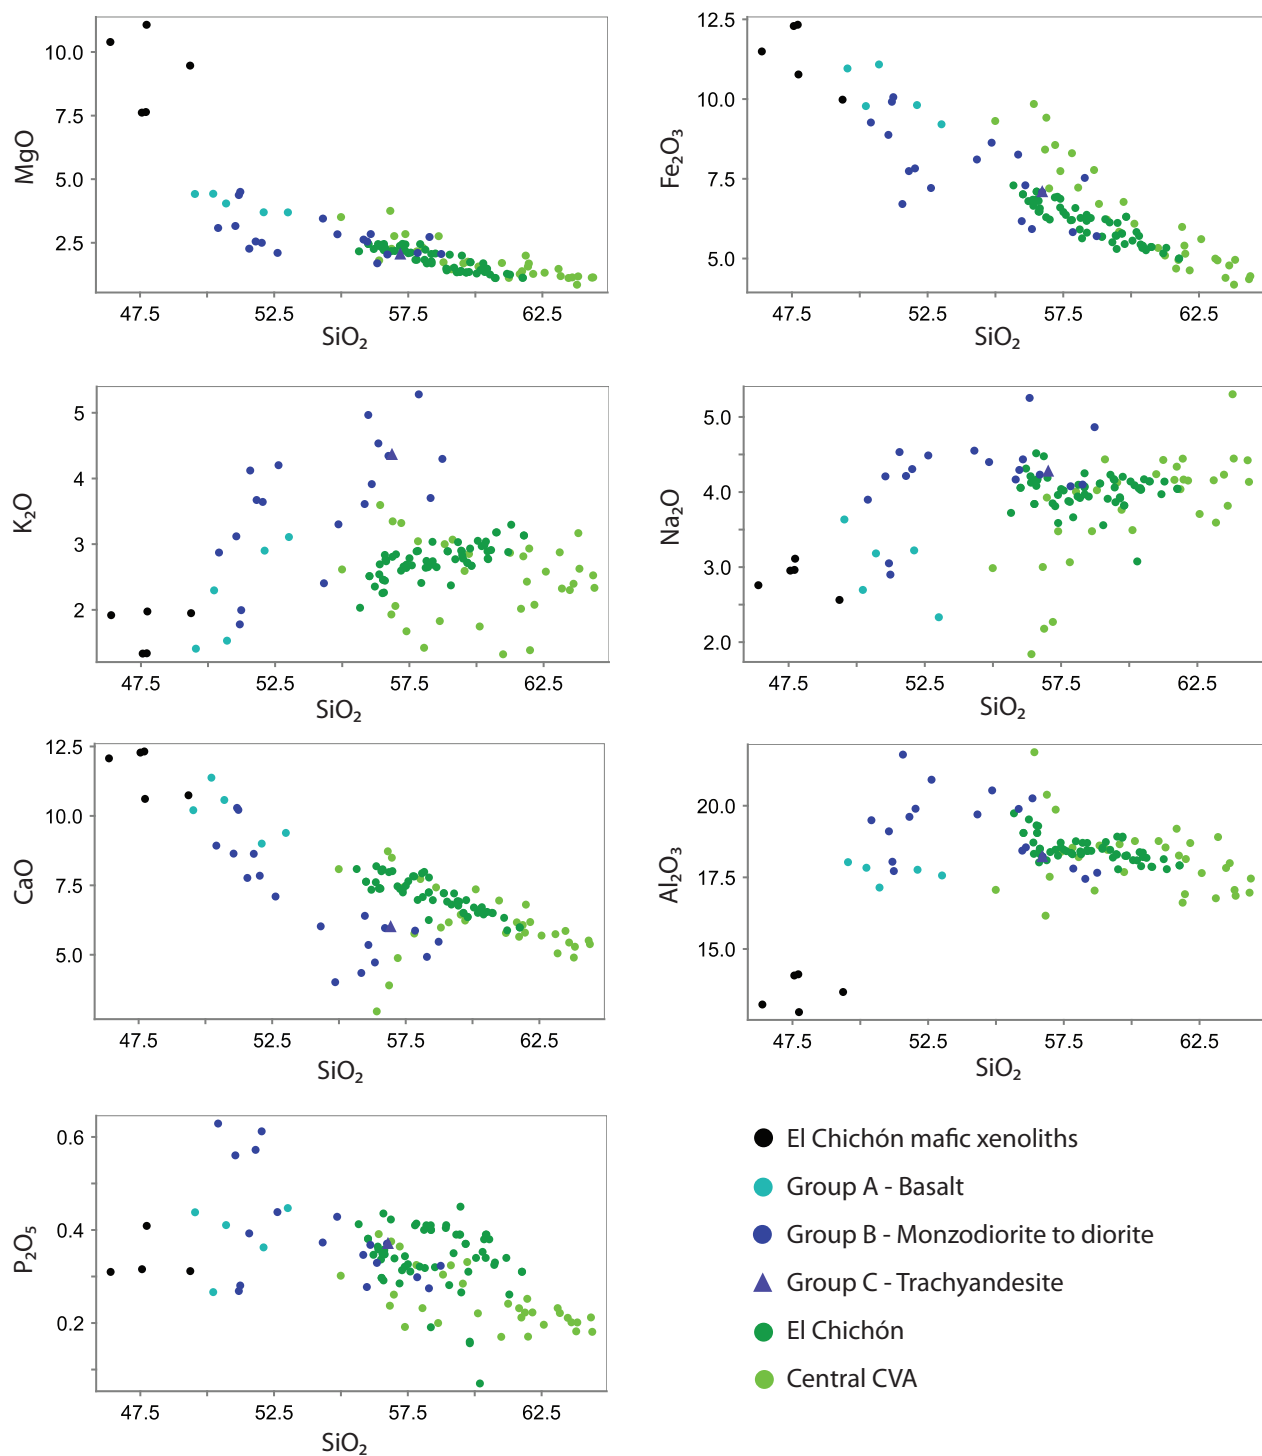 10.0
7.5
5.0
2.5
MgO
47.5 52.5 57.5 62.5
SiO₂
12.5
10.0
7.5
5.0
Fe₂O₃
47.5 52.5 57.5 62.5
SiO₂
5
4
3
2
K₂O
47.5 52.5 57.5 62.5
SiO₂
5.0
4.0
3.0
2.0
Na₂O
47.5 52.5 57.5 62.5
SiO₂
12.5
10.0
7.5
5.0
CaO
47.5 52.5 57.5 62.5
SiO₂
20.0
17.5
15.0
Al₂O₃
47.5 52.5 57.5 62.5
SiO₂
0.6
0.4
0.2
P₂O₅
47.5 52.5 57.5 62.5
SiO₂
El Chichón mafic xenoliths
Group A - Basalt
Group B - Monzodiorite to diorite
Group C - Trachyandesite
El Chichón
Central CVA